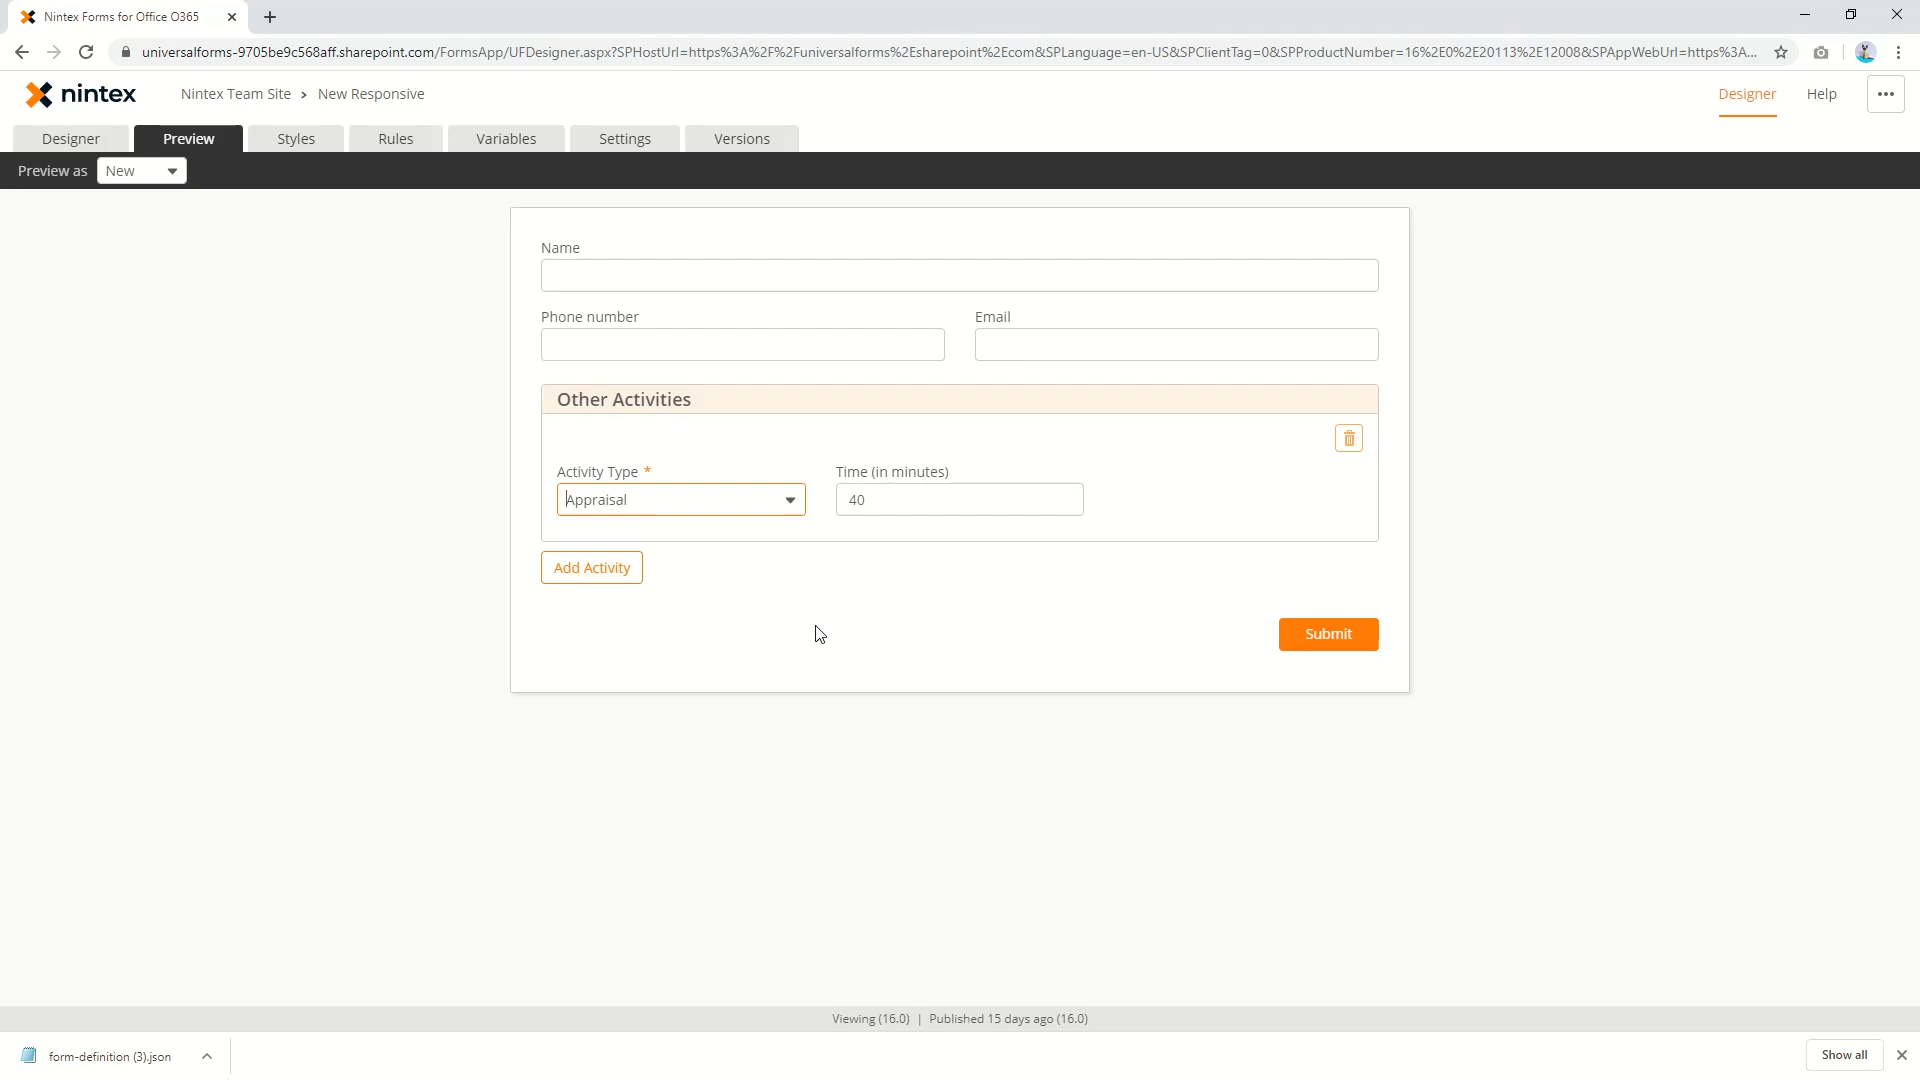 Nintex Forms for Office O365
universalforms-9705be9c568aff.sharepoint.com/FormsApp/UFDesigner.aspx?SPHostUrl=https%3A%2F%2Funiversalforms%2Esharepoint%2Ecom&SPLanguage=en-US&SPClientTag=0&SPProductNumber=16%2E0%2E20113%2E12008&SPAppWebUrl=https%3A...
nintex
Nintex Team Site > New Responsive
Designer
Help
Designer
Preview
Styles
Rules
Variables
Settings
Versions
Preview as
New
Name
Phone number
Email
Other Activities
Activity Type *
Time (in minutes)
Appraisal
40
Add Activity
Submit
Viewing (16.0) | Published 15 days ago (16.0)
form-definition (3).json
Show all